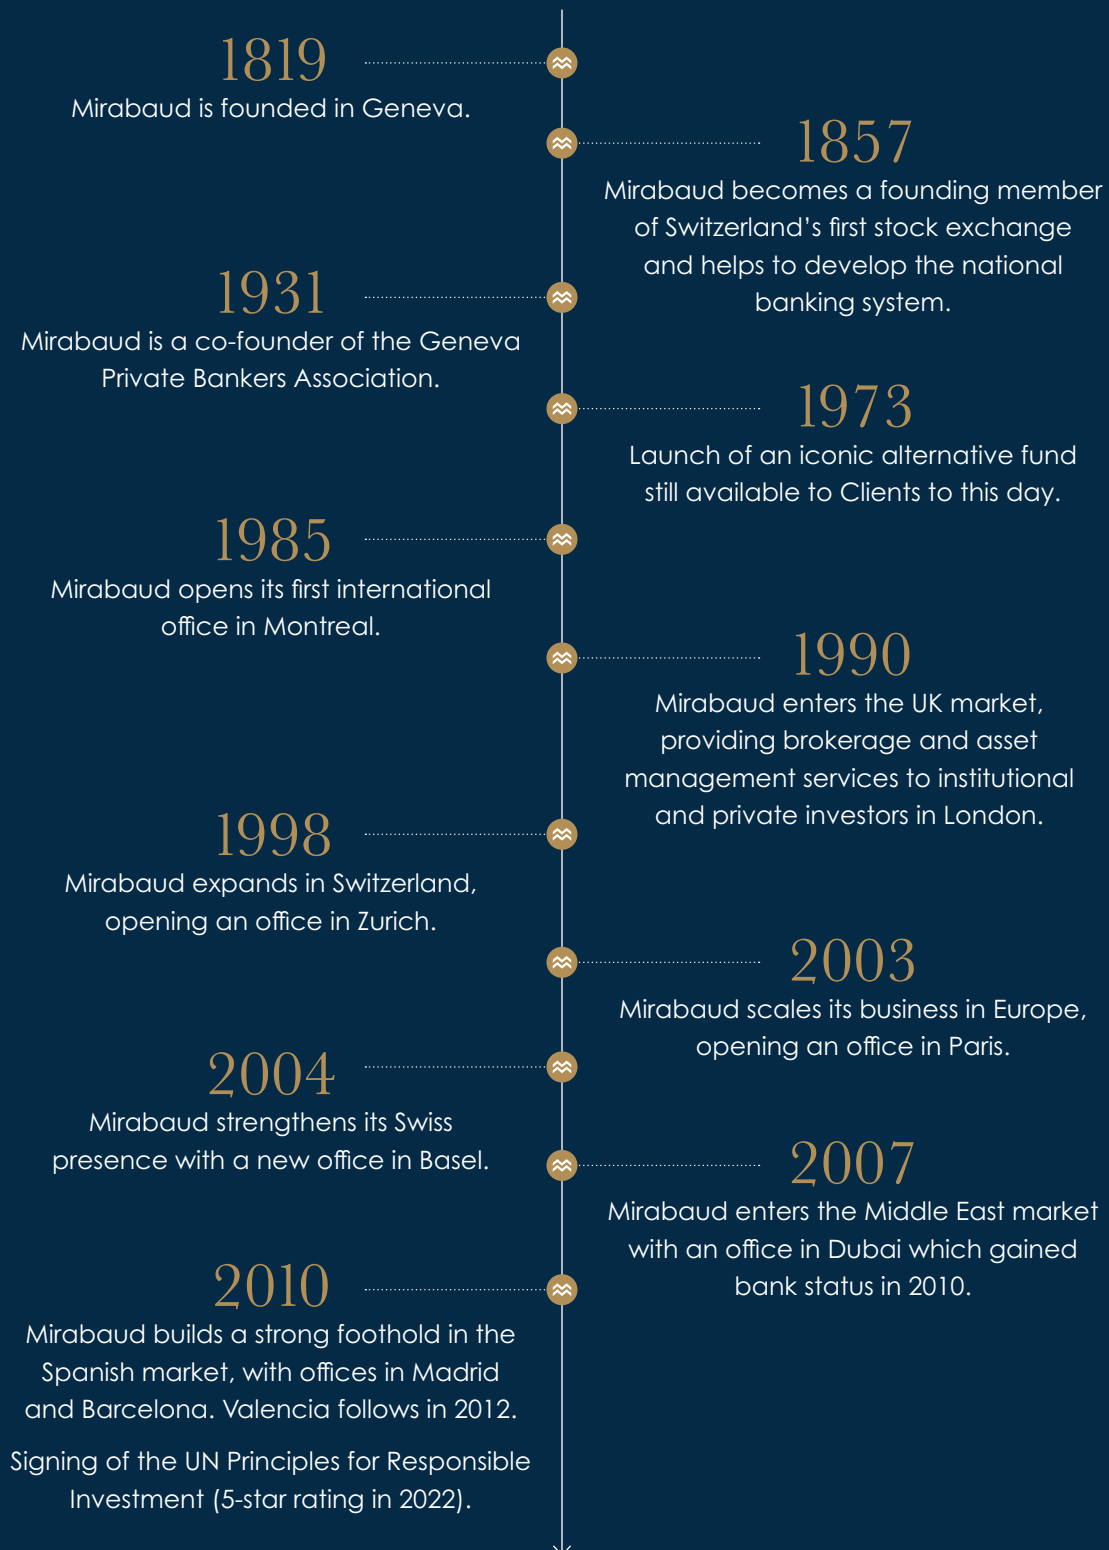 1819
Mirabaud is founded in Geneva.
1857
Mirabaud becomes a founding member
of Switzerland’s first stock exchange
and helps to develop the national
banking system.
1931
Mirabaud is a co-founder of the Geneva
Private Bankers Association.
1973
Launch of an iconic alternative fund
still available to Clients to this day.
1985
Mirabaud opens its first international
office in Montreal.
1990
Mirabaud enters the UK market,
providing brokerage and asset
management services to institutional
and private investors in London.
1998
Mirabaud expands in Switzerland,
opening an office in Zurich.
2003
Mirabaud scales its business in Europe,
opening an office in Paris.
2004
Mirabaud strengthens its Swiss
presence with a new office in Basel.
2007
Mirabaud enters the Middle East market
with an office in Dubai which gained
bank status in 2010.
2010
Mirabaud builds a strong foothold in the
Spanish market, with offices in Madrid
and Barcelona. Valencia follows in 2012.
Signing of the UN Principles for Responsible
Investment (5-star rating in 2022).